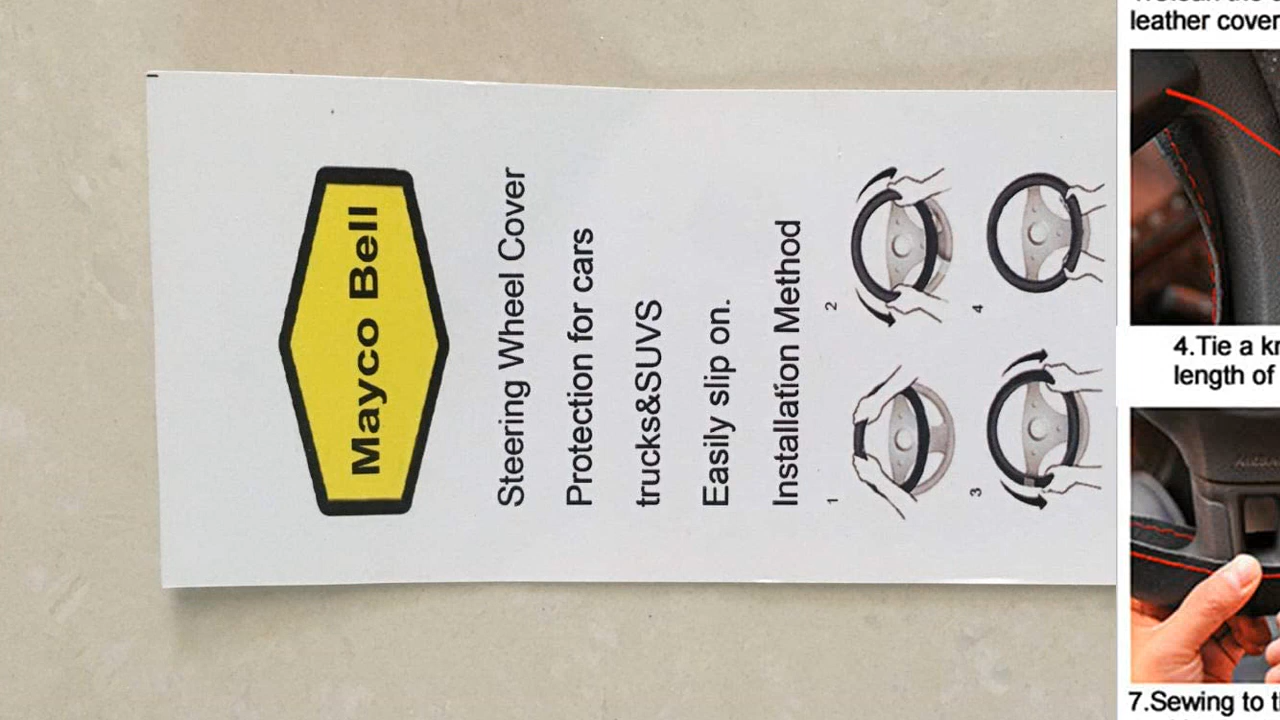 Mayco Bell
Steering Wheel Cover
Protection for cars
trucks&SUVS
Easily slip on.
Installation Method
1
2
3
4
leather cover
4.Tie a
length of
7.Sewing to